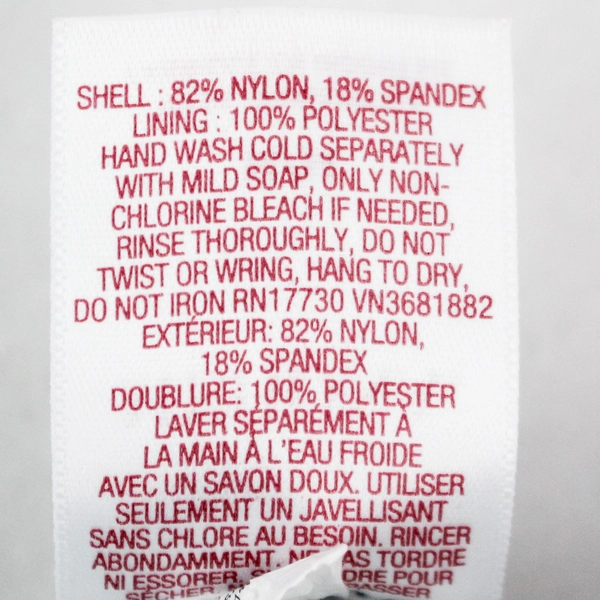 SHELL : 82% NYLON, 18% SPANDEX
LINING : 100% POLYESTER
HAND WASH COLD SEPARATELY
WITH MILD SOAP, ONLY NON-
CHLORINE BLEACH IF NEEDED,
RINSE THOROUGHLY, DO NOT
TWIST OR WRING, HANG TO DRY,
DO NOT IRON RN17730 VN3681882
EXTÉRIEUR: 82% NYLON,
18% SPANDEX
DOUBLURE: 100% POLYESTER
LAVER SÉPARÉMENT À
LA MAIN À L'EAU FROIDE
AVEC UN SAVON DOUX. UTILISER
SEULEMENT UN JAVELLISANT
SANS CHLORE AU BESOIN. RINCER
ABONDAMMENT. TORDRE
NI ESSORER. POUR
SÉCHER.